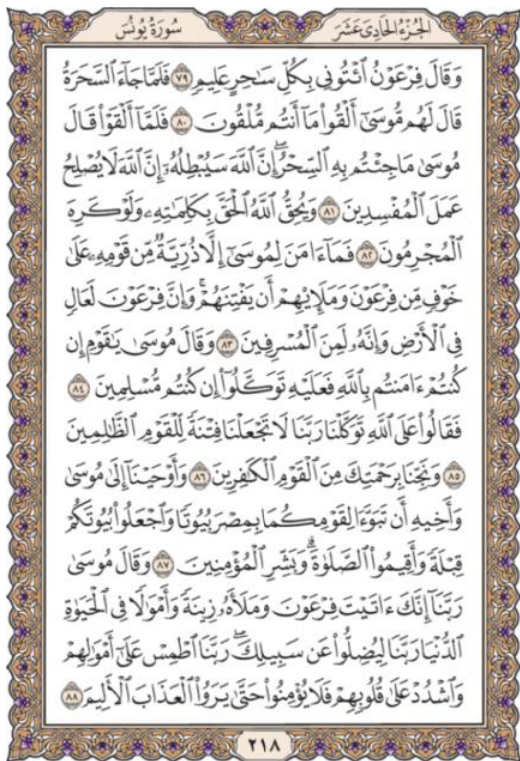 الجزء الحادي عشر
سورة يونس
وَقَالَ فِرْعَوْنُ ٱئْتُونِى بِكُلِّ سَـٰحِرٍ عَلِيمٍ ٧٩ فَلَمَّا جَآءَ ٱلسَّحَرَةُ
قَالَ لَهُم مُّوسَىٰٓ أَلْقُوا۟ مَآ أَنتُم مُّلْقُونَ ٨٠ فَلَمَّآ أَلْقَوْا۟ قَالَ
مُوسَىٰ مَا جِئْتُم بِهِ ٱلسِّحْرُ ۖ إِنَّ ٱللَّهَ سَيُبْطِلُهُۥٓ ۖ إِنَّ ٱللَّهَ لَا يُصْلِحُ
عَمَلَ ٱلْمُفْسِدِينَ ٨١ وَيُحِقُّ ٱللَّهُ ٱلْحَقَّ بِكَلِمَـٰتِهِۦ وَلَوْ كَرِهَ
ٱلْمُجْرِمُونَ ٨٢ فَمَآ ءَامَنَ لِمُوسَىٰٓ إِلَّا ذُرِّيَّةٌ مِّن قَوْمِهِۦ عَلَىٰ
خَوْفٍ مِّن فِرْعَوْنَ وَمَلَإِي۟هِمْ أَن يَفْتِنَهُمْ ۚ وَإِنَّ فِرْعَوْنَ لَعَالٍ
فِى ٱلْأَرْضِ وَإِنَّهُۥ لَمِنَ ٱلْمُسْرِفِينَ ٨٣ وَقَالَ مُوسَىٰ يَـٰقَوْمِ إِن
كُنتُمْ ءَامَنتُم بِٱللَّهِ فَعَلَيْهِ تَوَكَّلُوٓا۟ إِن كُنتُم مُّسْلِمِينَ ٨٤
فَقَالُوا۟ عَلَى ٱللَّهِ تَوَكَّلْنَا رَبَّنَا لَا تَجْعَلْنَا فِتْنَةً لِّلْقَوْمِ ٱلظَّـٰلِمِينَ
٨٥ وَنَجِّنَا بِرَحْمَتِكَ مِنَ ٱلْقَوْمِ ٱلْكَـٰفِرِينَ ٨٦ وَأَوْحَيْنَآ إِلَىٰ مُوسَىٰ
وَأَخِيهِ أَن تَبَوَّءَا لِقَوْمِكُمَا بِمِصْرَ بُيُوتًا وَٱجْعَلُوا۟ بُيُوتَكُمْ
قِبْلَةً وَأَقِيمُوا۟ ٱلصَّلَوٰةَ ۗ وَبَشِّرِ ٱلْمُؤْمِنِينَ ٨٧ وَقَالَ مُوسَىٰ
رَبَّنَآ إِنَّكَ ءَاتَيْتَ فِرْعَوْنَ وَمَلَأَهُۥ زِينَةً وَأَمْوَٰلًا فِى ٱلْحَيَوٰةِ
ٱلدُّنْيَا رَبَّنَا لِيُضِلُّوا۟ عَن سَبِيلِكَ ۖ رَبَّنَا ٱطْمِسْ عَلَىٰٓ أَمْوَٰلِهِمْ
وَٱشْدُدْ عَلَىٰ قُلُوبِهِمْ فَلَا يُؤْمِنُوا۟ حَتَّىٰ يَرَوُا۟ ٱلْعَذَابَ ٱلْأَلِيمَ ٨٨
٢١٨